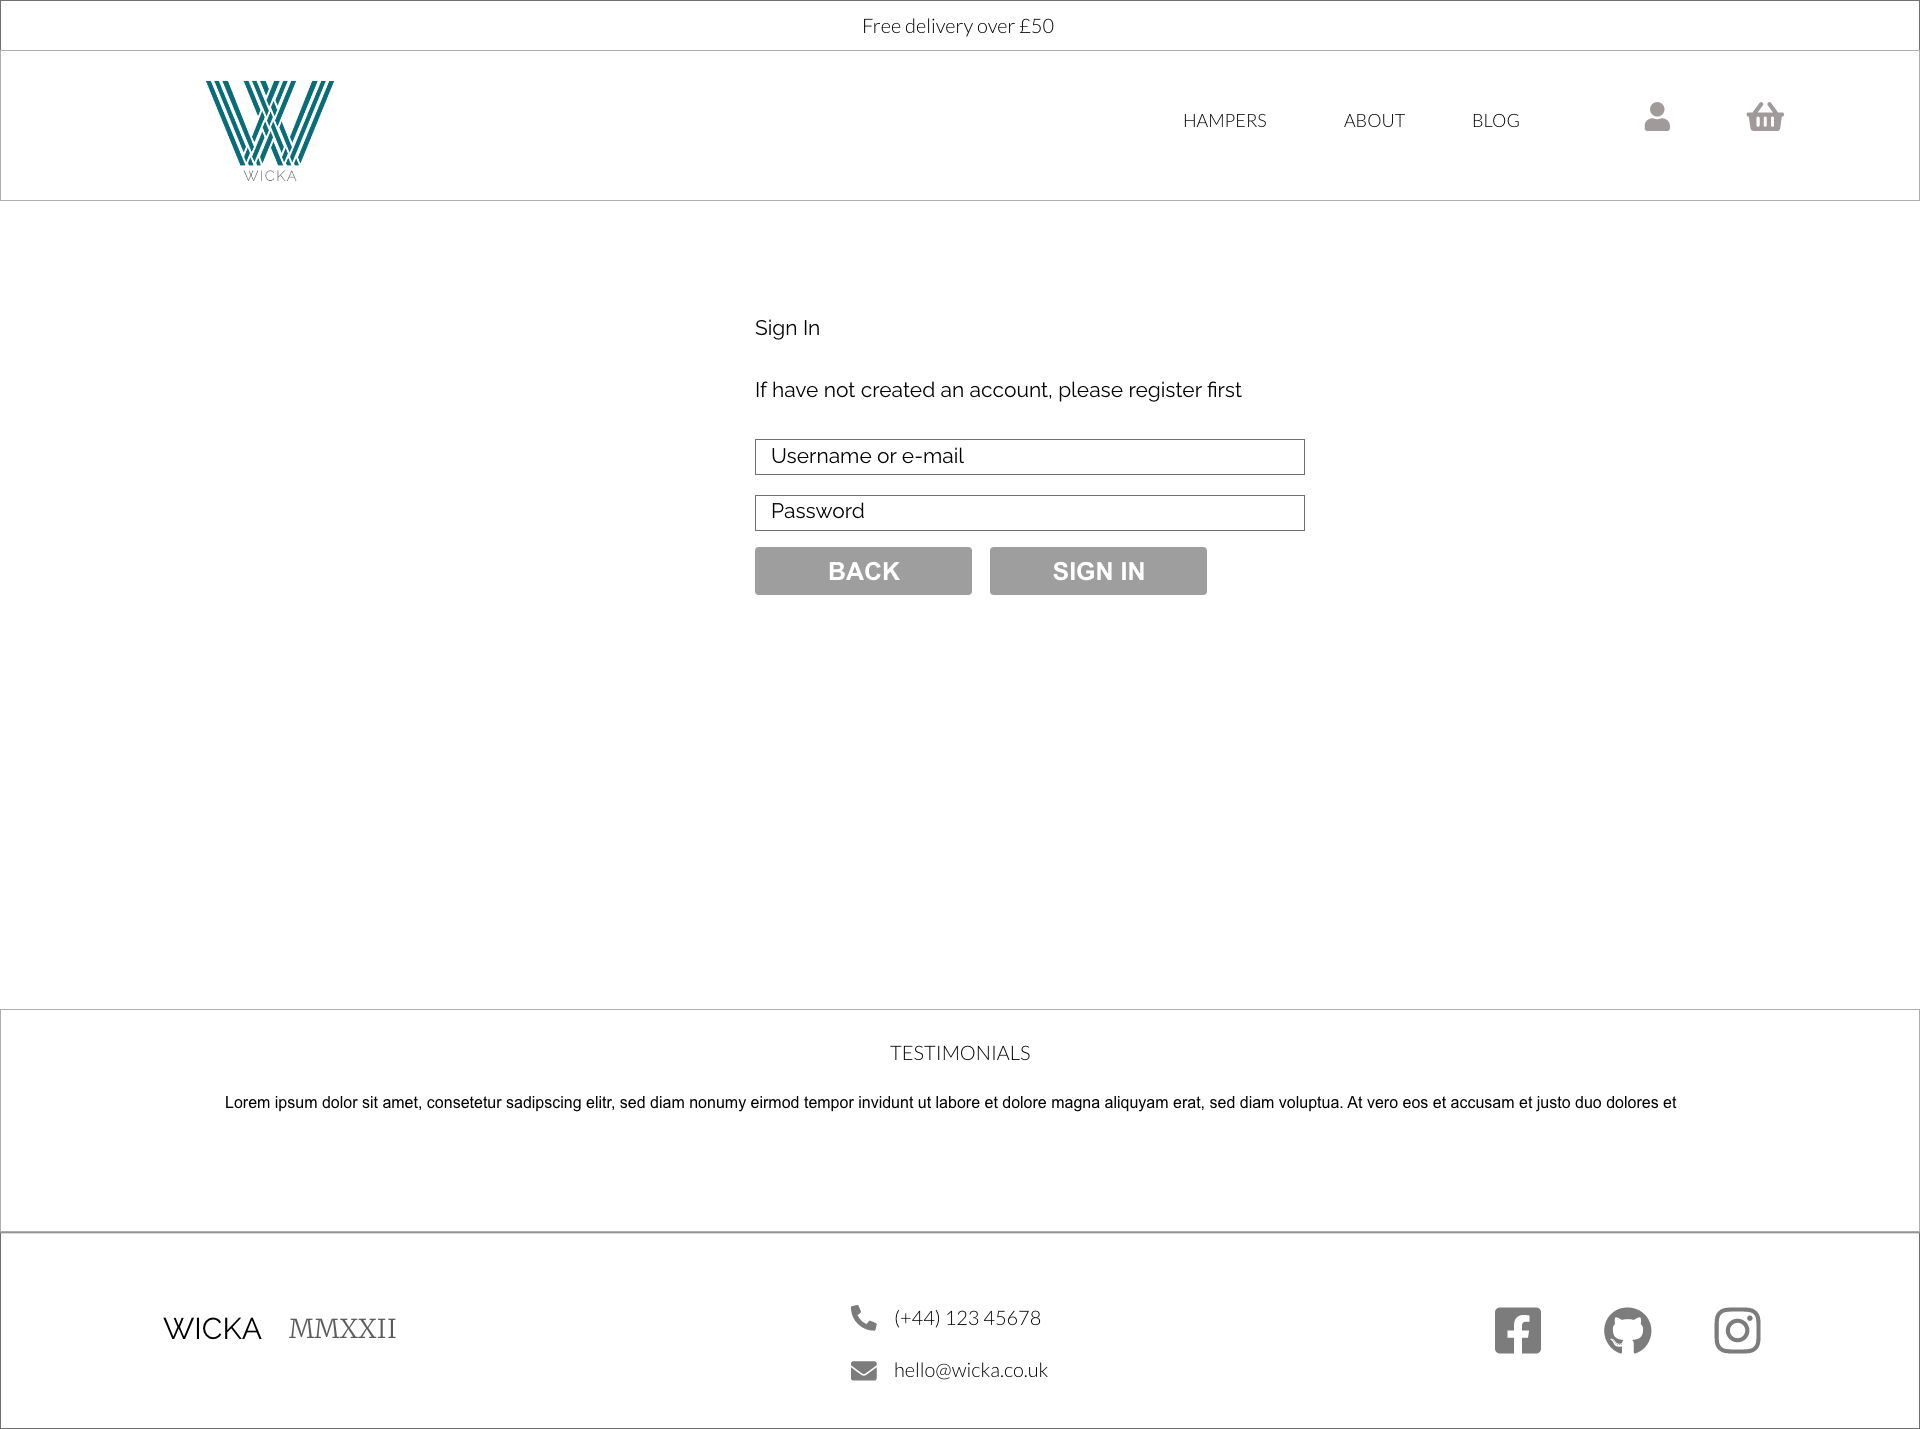 Free delivery over £50
WICKA
HAMPERS ABOUT BLOG
Sign In
If have not created an account, please register first
Username or e-mail
Password
BACK SIGN IN
TESTIMONIALS
Lorem ipsum dolor sit amet, consetetur sadipscing elitr, sed diam nonumy eirmod tempor invidunt ut labore et dolore magna aliquyam erat, sed diam voluptua. At vero eos et accusam et justo duo dolores et
WICKA MMXXII
(+44) 123 45678
hello@wicka.co.uk